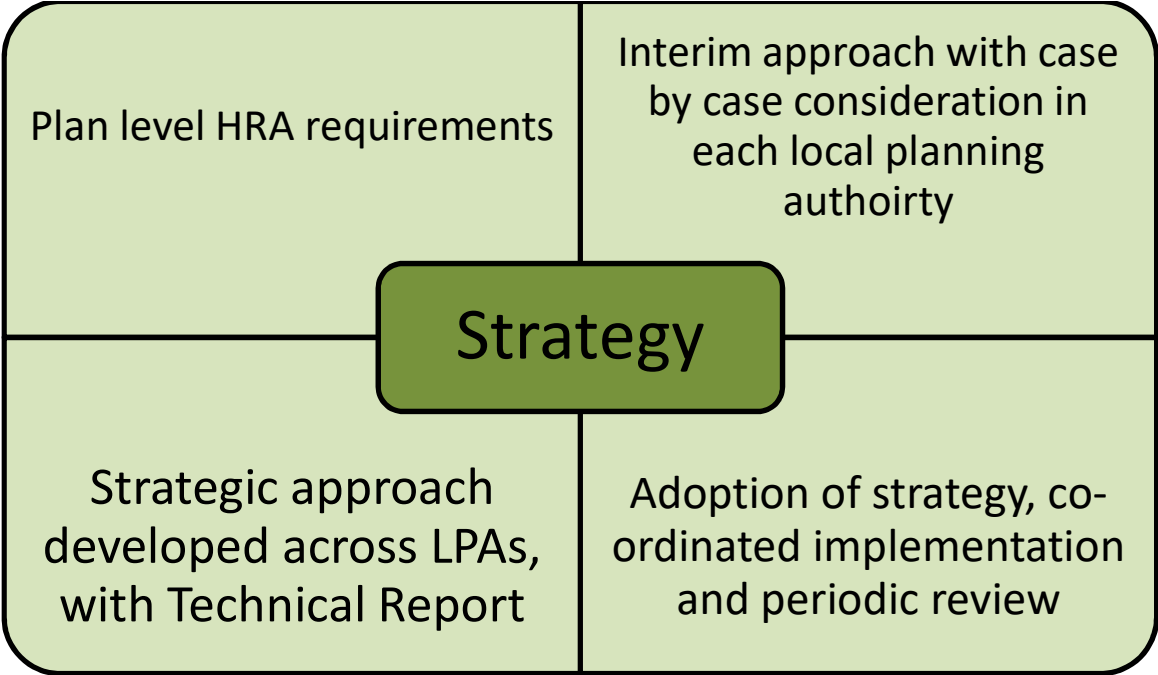 Plan level HRA requirements
Interim approach with case
by case consideration in
each local planning
authoirty
Strategy
Strategic approach
developed across LPAs,
with Technical Report
Adoption of strategy, co-
ordinated implementation
and periodic review